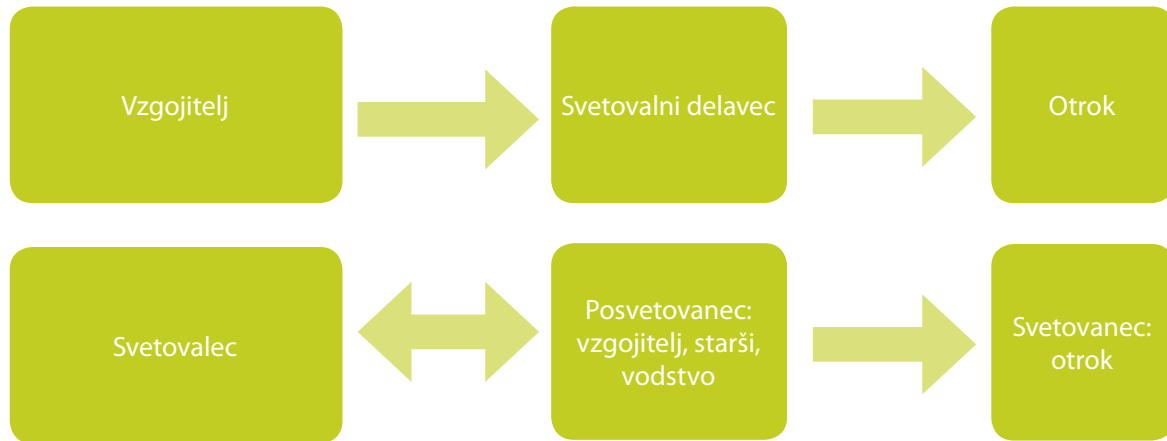 Vzgojitelj
Svetovalni delavec
Otrok
Svetovalec
Posvetovanec:
vzgojitelj, starši,
vodstvo
Svetovanec:
otrok